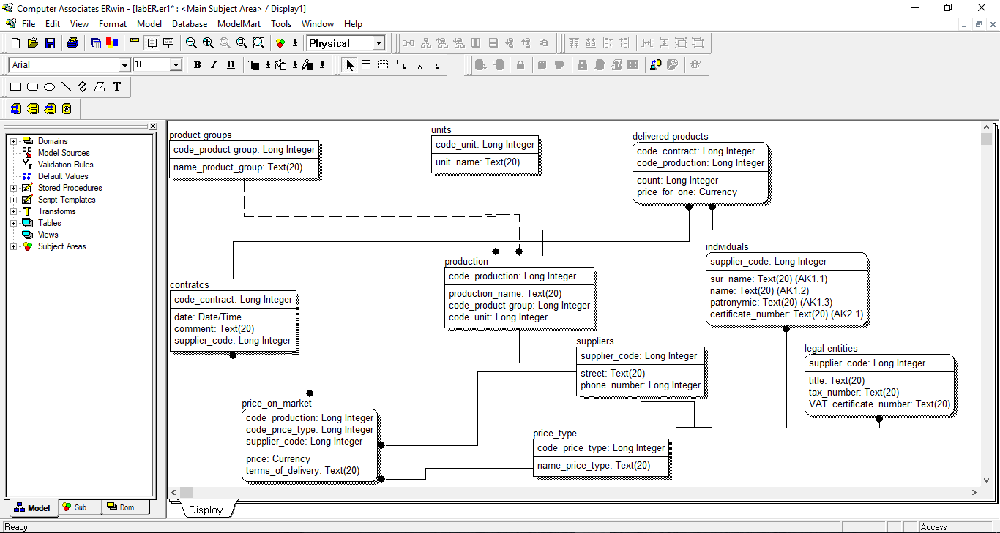 Computer Associates ERwin - [labER.er1* : <Main Subject Area> / Display1]
File Edit View Format Model Database ModelMart Tools Window Help
Physical
Arial 10 B I U
T
Domains
Model Sources
Validation Rules
Default Values
Stored Procedures
Script Templates
Transforms
Tables
Views
Subject Areas
Model Sub... Dom...
product groups
code_product group: Long Integer
name_product_group: Text(20)
units
code_unit: Long Integer
unit_name: Text(20)
delivered products
code_contract: Long Integer
code_production: Long Integer
count: Long Integer
price_for_one: Currency
individuals
supplier_code: Long Integer
sur_name: Text(20) (AK1.1)
name: Text(20) (AK1.2)
patronymic: Text(20) (AK1.3)
certificate_number: Text(20) (AK2.1)
production
code_production: Long Integer
production_name: Text(20)
code_product group: Long Integer
code_unit: Long Integer
contratcs
code_contract: Long Integer
date: Date/Time
comment: Text(20)
supplier_code: Long Integer
suppliers
supplier_code: Long Integer
street: Text(20)
phone_number: Long Integer
legal entities
supplier_code: Long Integer
title: Text(20)
tax_number: Text(20)
VAT_certificate_number: Text(20)
price_on_market
code_production: Long Integer
code_price_type: Long Integer
supplier_code: Long Integer
price: Currency
terms_of_delivery: Text(20)
price_type
code_price_type: Long Integer
name_price_type: Text(20)
Display1
Ready
Access